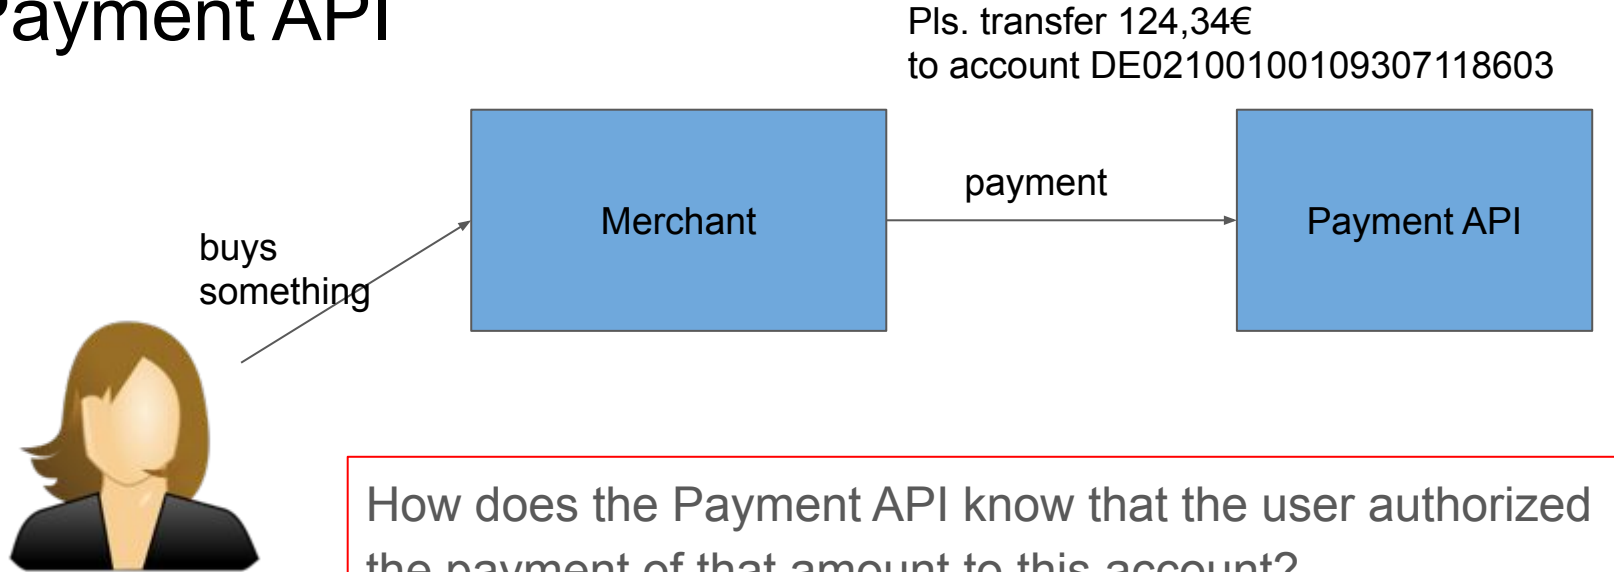 Payment API
Pls. transfer 124,34€
to account DE02100100109307118603
payment
Merchant
Payment API
buys
something
How does the Payment API know that the user authorized
the payment of that amount to this account?